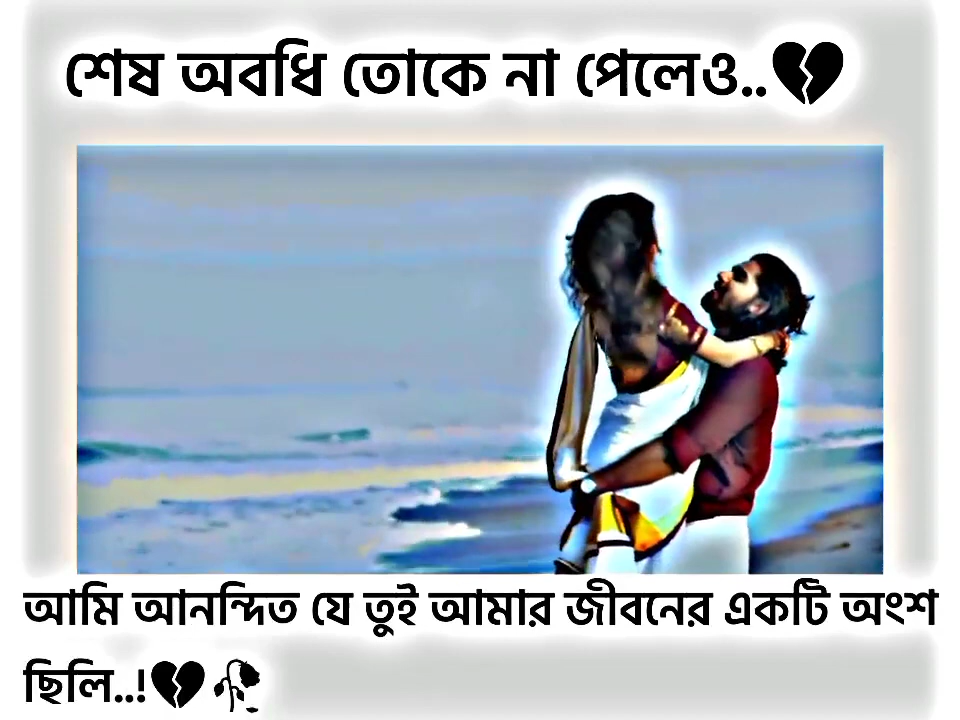 শেষ অবধি তোকে না পেলেও..💔
আমি আনন্দিত যে তুই আমার জীবনের একটি অংশ
ছিলি..!💔🥀